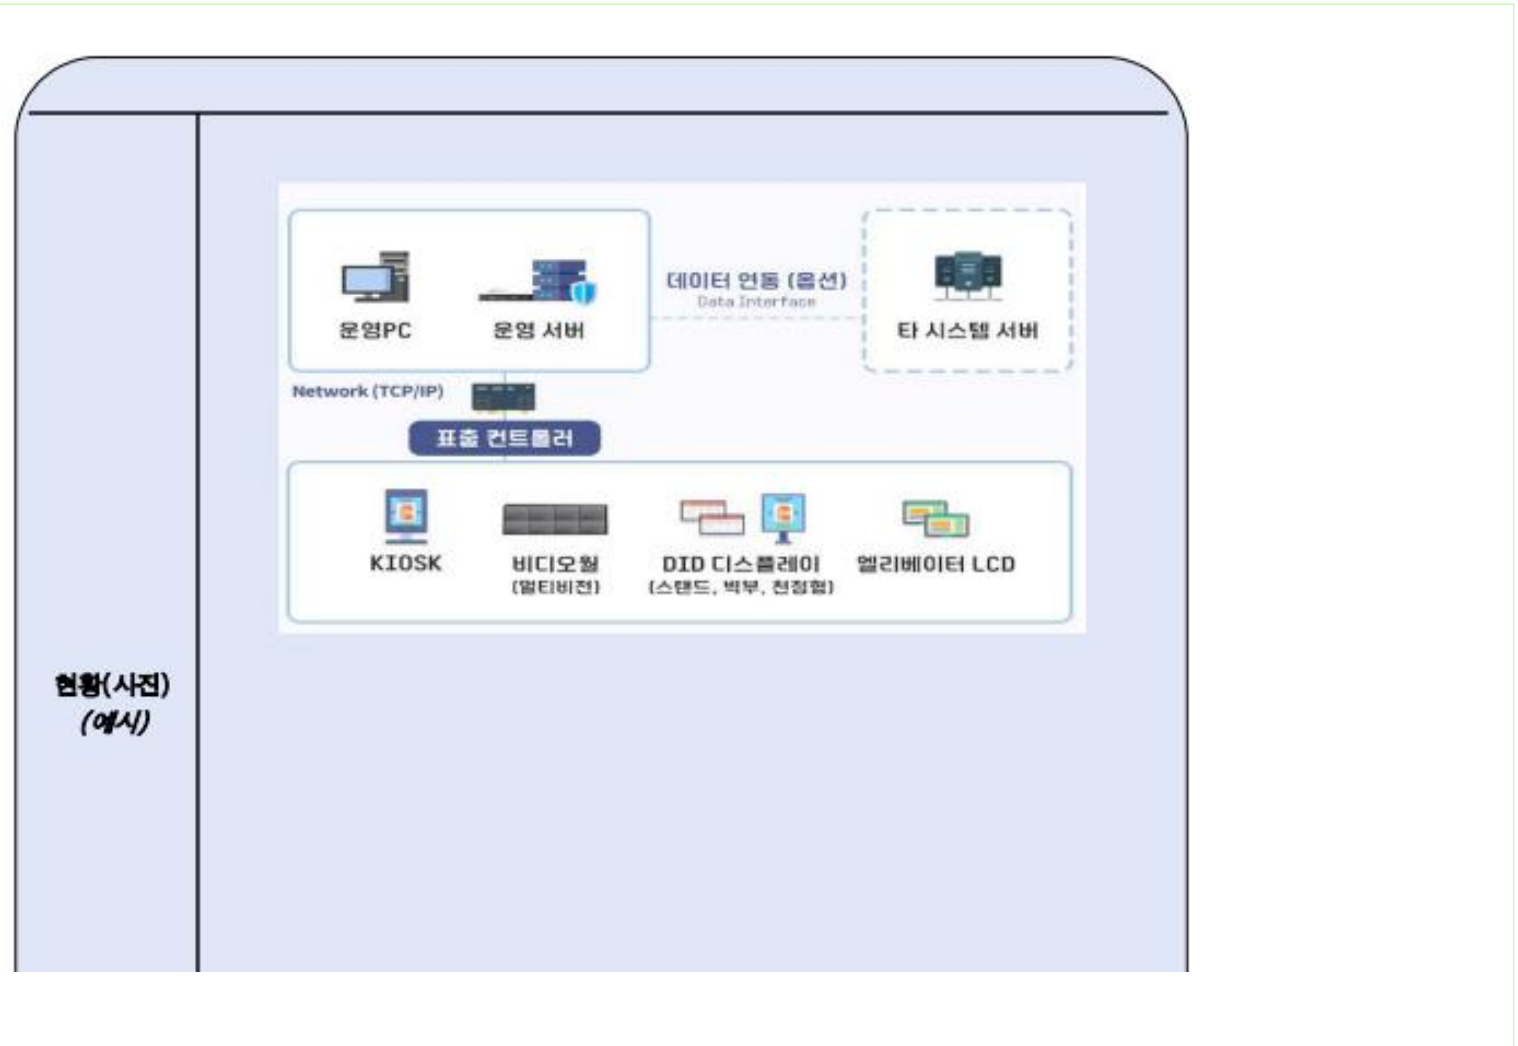 데이터 연동 (옵션)
Data Interface
운영PC
운영 서버
타 시스템 서버
Network (TCP/IP)
표출 컨트롤러
KIOSK
비디오월
(멀티비전)
DID 디스플레이
(스탠드, 벽부, 천정형)
엘리베이터 LCD
현황(사진)
(예시)